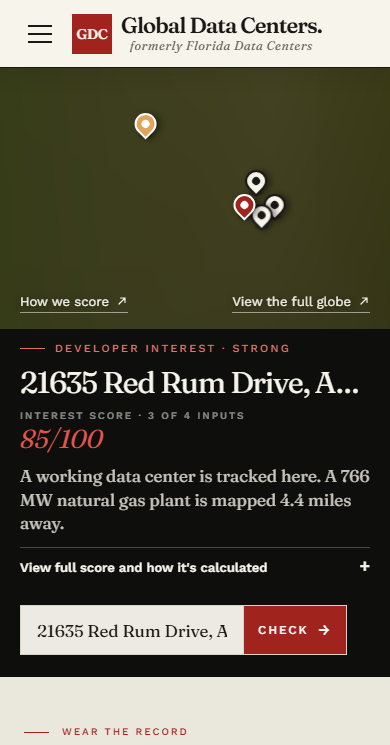 GDC
Global Data Centers.
formerly Florida Data Centers
How we score ↗
View the full globe ↗
DEVELOPER INTEREST · STRONG
21635 Red Rum Drive, A...
INTEREST SCORE · 3 OF 4 INPUTS
85/100
A working data center is tracked here. A 766
MW natural gas plant is mapped 4.4 miles
away.
View full score and how it's calculated +
21635 Red Rum Drive, A
CHECK →
WEAR THE RECORD